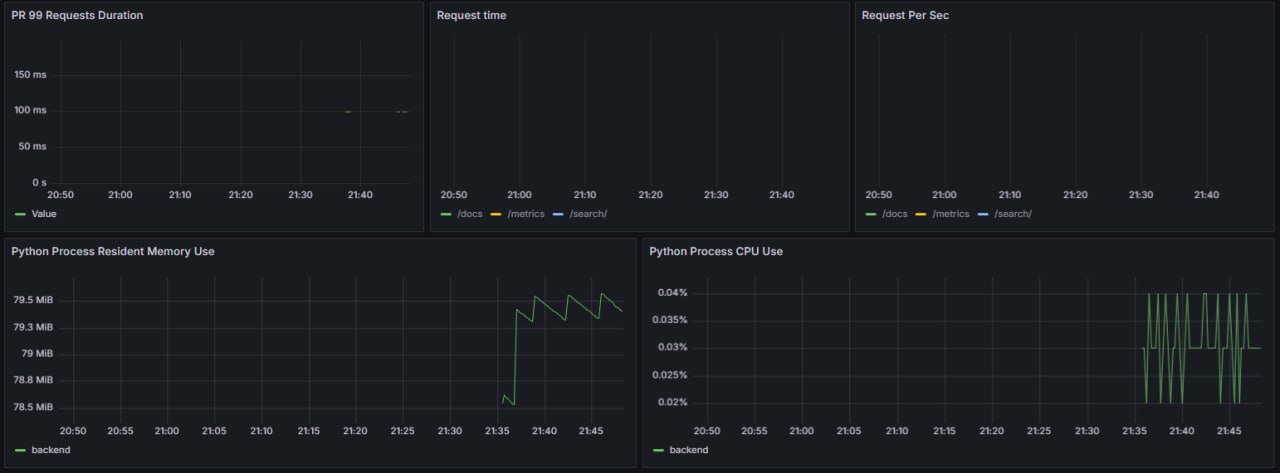 PR 99 Requests Duration
150 ms
100 ms
50 ms
0 s
20:50 21:00 21:10 21:20 21:30 21:40
Value
Request time
20:50 21:00 21:10 21:20 21:30 21:40
/docs /metrics /search/
Request Per Sec
20:50 21:00 21:10 21:20 21:30 21:40
/docs /metrics /search/
Python Process Resident Memory Use
79.5 MiB
79.3 MiB
79 MiB
78.8 MiB
78.5 MiB
20:50 20:55 21:00 21:05 21:10 21:15 21:20 21:25 21:30 21:35 21:40 21:45
backend
Python Process CPU Use
0.04%
0.035%
0.03%
0.025%
0.02%
20:50 20:55 21:00 21:05 21:10 21:15 21:20 21:25 21:30 21:35 21:40 21:45
backend